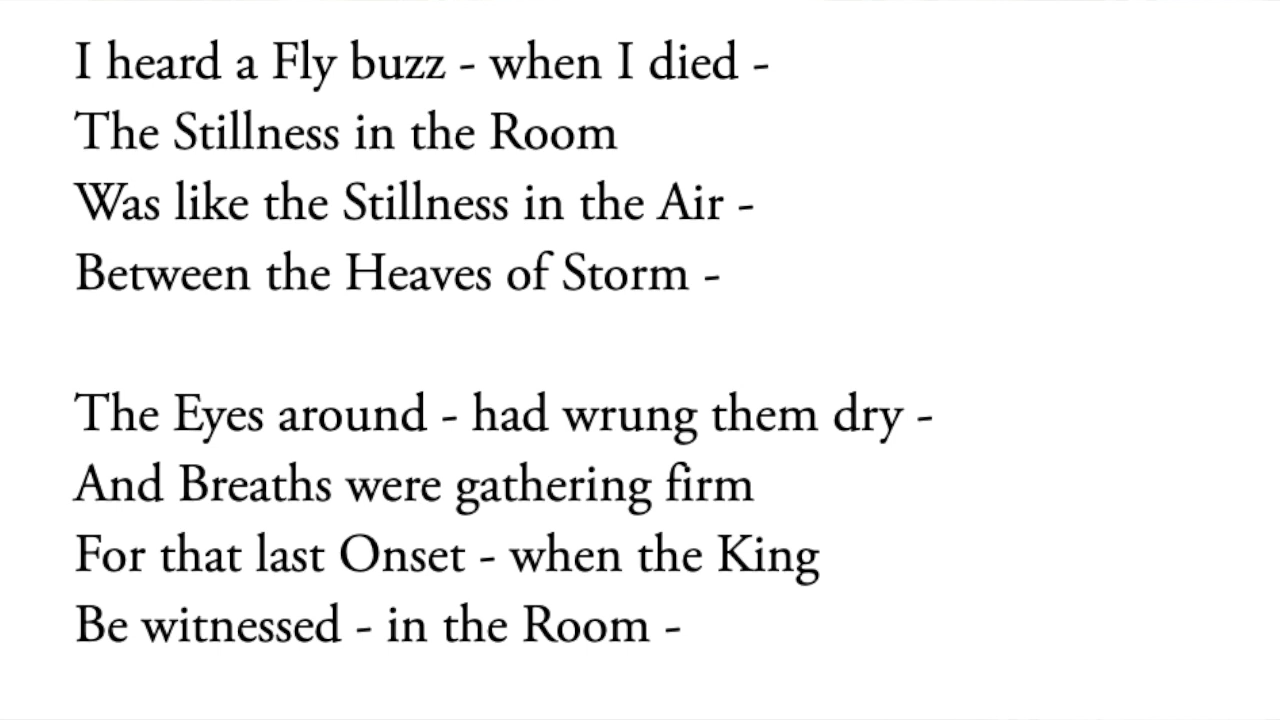 I heard a Fly buzz - when I died -
The Stillness in the Room
Was like the Stillness in the Air -
Between the Heaves of Storm -

The Eyes around - had wrung them dry -
And Breaths were gathering firm
For that last Onset - when the King
Be witnessed - in the Room -